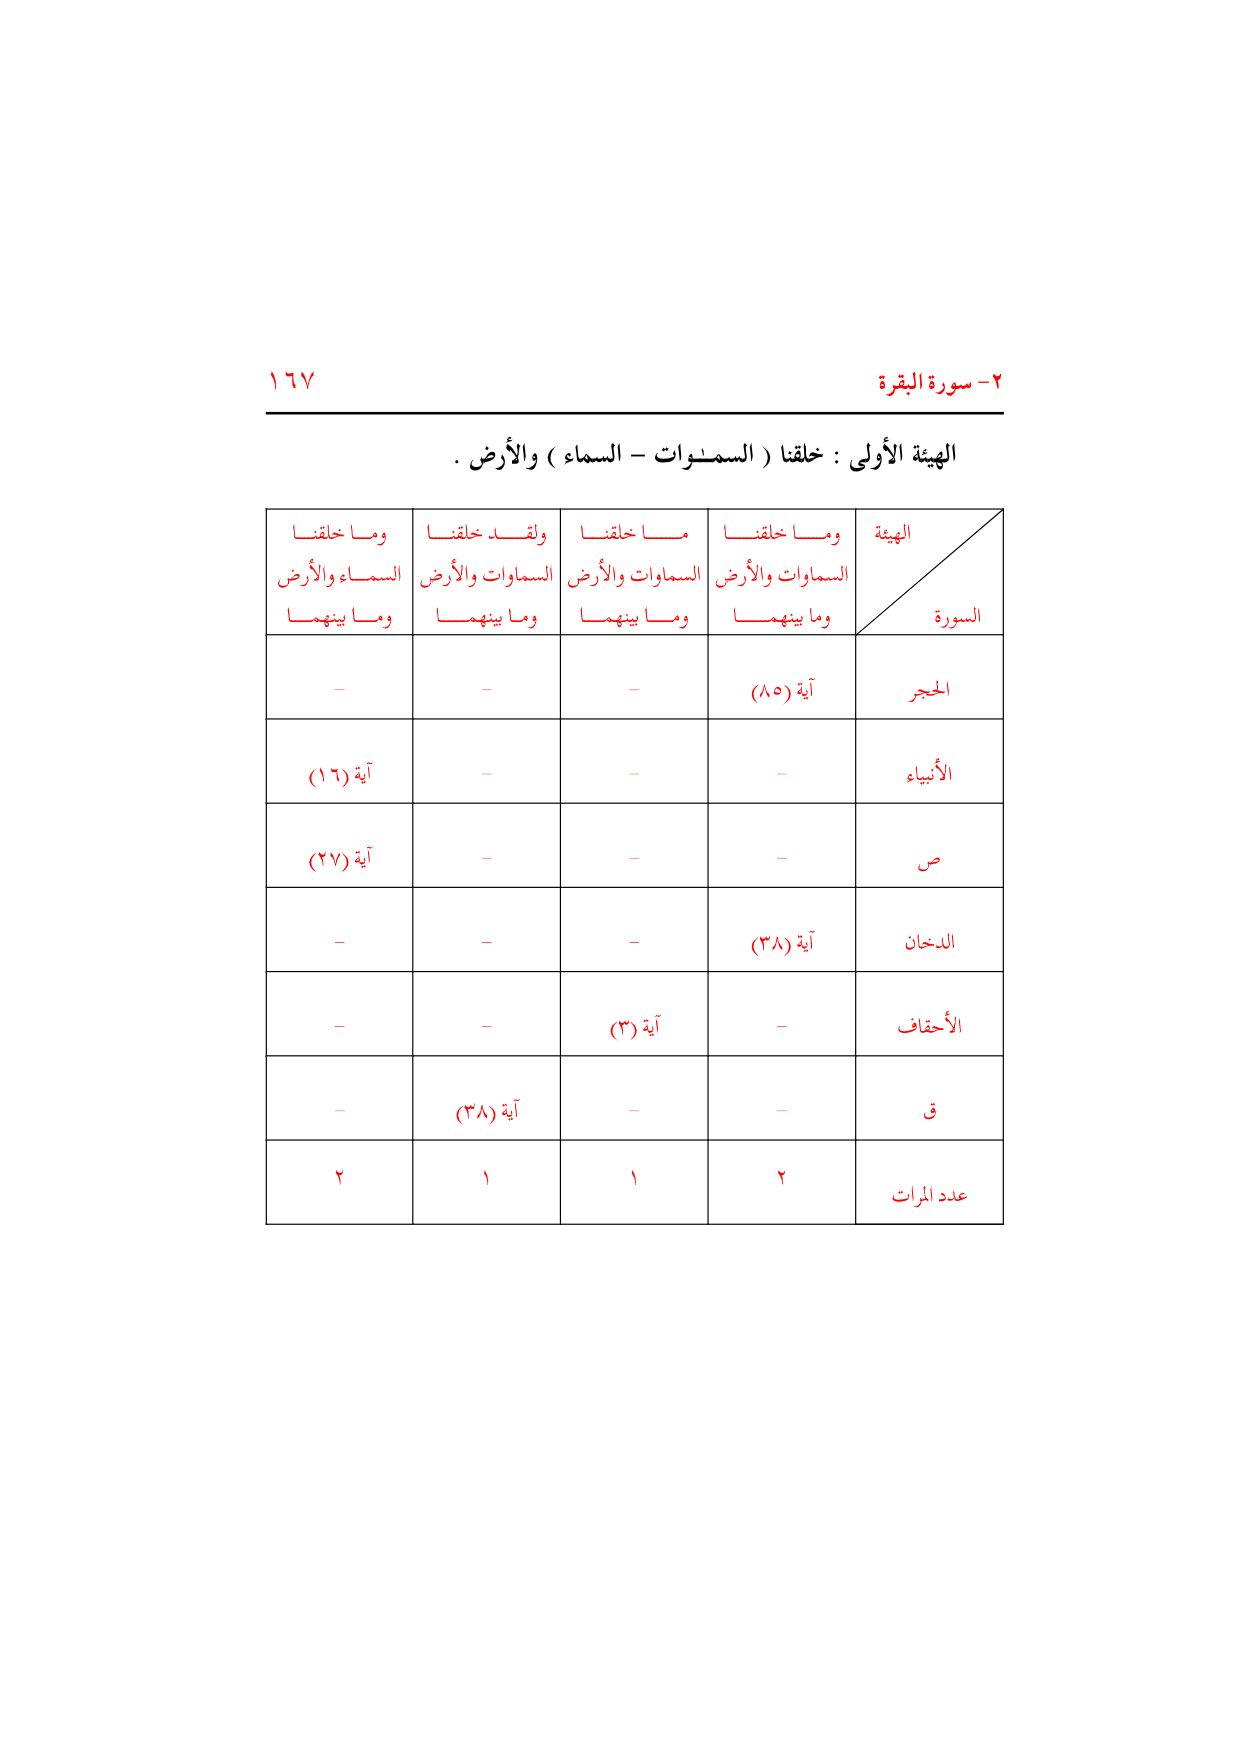 ٢- سورة البقرة ١٦٧
الهيئة الأولى : خلقنا ( السمـٰـوات – السماء ) والأرض .
الهيئة
السورة
وما خلقنا
السماوات والأرض
وما بينهما
ما خلقنا
السماوات والأرض
وما بينهما
ولقد خلقنا
السماوات والأرض
وما بينهما
وما خلقنا
السماء والأرض
وما بينهما
الحجر آية (٨٥) – – –
الأنبياء – – – آية (١٦)
ص – – – آية (٢٧)
الدخان آية (٣٨) – – –
الأحقاف – آية (٣) – –
ق – – آية (٣٨) –
عدد المرات ٢ ١ ١ ٢